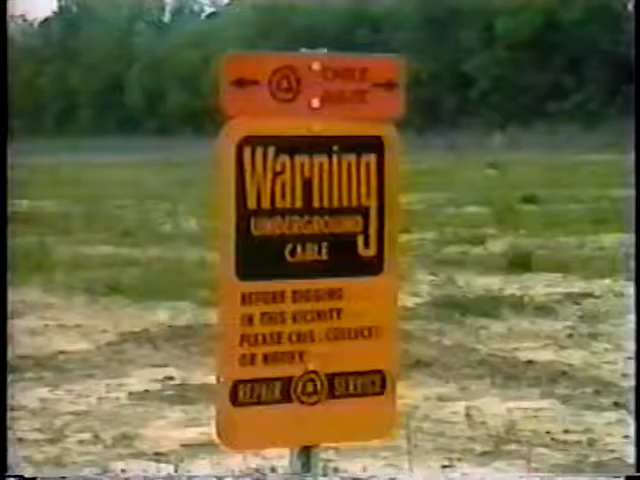 CABLE
ROUTE
Warning
UNDERGROUND
CABLE
BEFORE DIGGING
IN THIS VICINITY
PLEASE CALL COLLECT
OR NOTIFY
REPAIR SERVICE